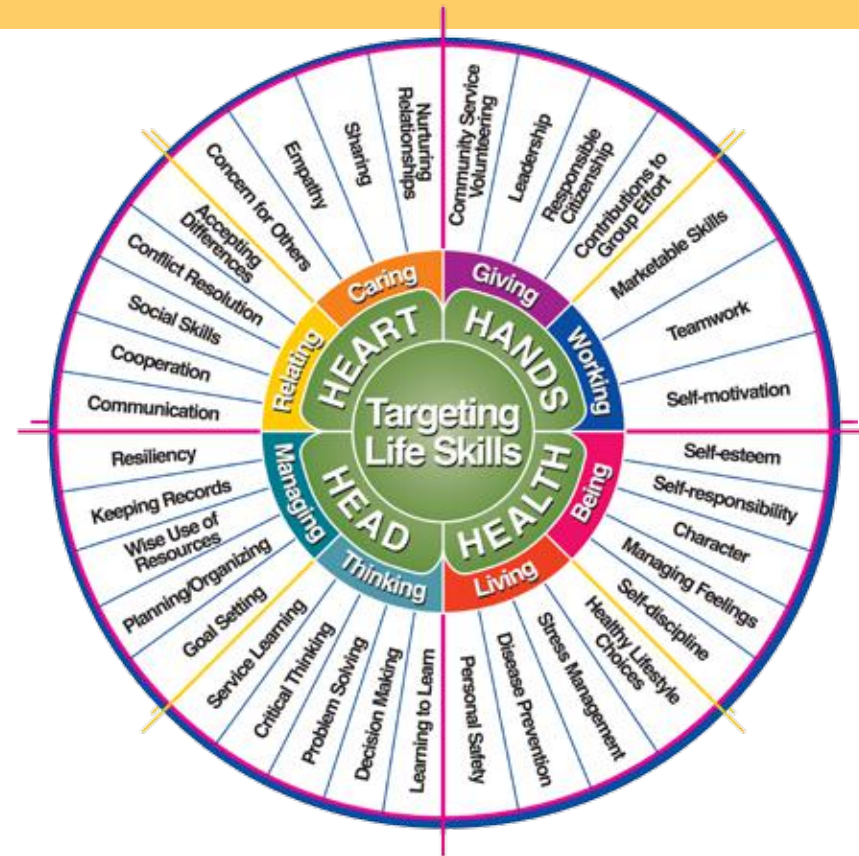 Targeting
Life Skills
HEART
HANDS
HEALTH
HEAD
Caring
Giving
Working
Being
Living
Thinking
Managing
Relating
Nurturing
Relationships
Sharing
Empathy
Concern for Others
Community Service
Volunteering
Leadership
Responsible
Citizenship
Contributions to
Group Effort
Marketable Skills
Teamwork
Self-motivation
Self-esteem
Self-responsibility
Character
Managing Feelings
Self-discipline
Healthy Lifestyle
Choices
Stress Management
Disease Prevention
Personal Safety
Learning to Learn
Decision Making
Problem Solving
Critical Thinking
Service Learning
Goal Setting
Planning/Organizing
Wise Use of
Resources
Keeping Records
Resiliency
Communication
Cooperation
Social Skills
Conflict Resolution
Accepting
Differences